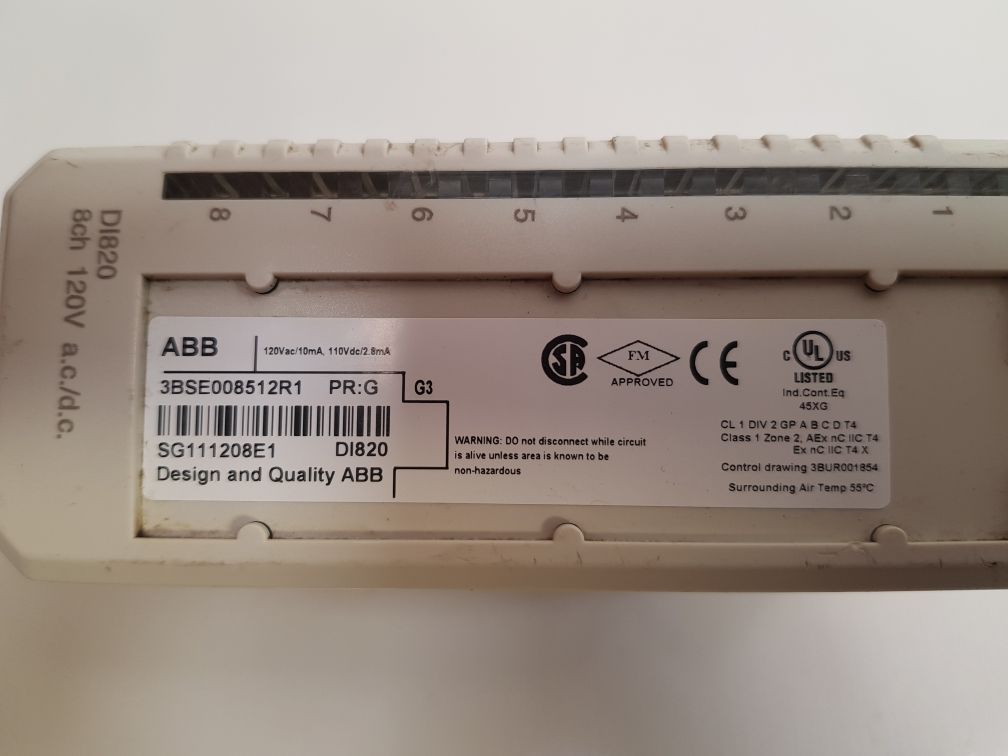 DI820
8ch 120V a.c./d.c.
8 7 6 5 4 3 2 1
ABB
120Vac/10mA, 110Vdc/2.8mA
3BSE008512R1 PR:G G3
SG111208E1 DI820
Design and Quality ABB
WARNING: DO not disconnect while circuit
is alive unless area is known to be
non-hazardous
SA
FM
APPROVED
CE
C UL US
LISTED
Ind.Cont.Eq
45XG
CL 1 DIV 2 GP A B C D T4
Class 1 Zone 2, AEx nC IIC T4
Ex nC IIC T4 X
Control drawing 3BUR001854
Surrounding Air Temp 55°C